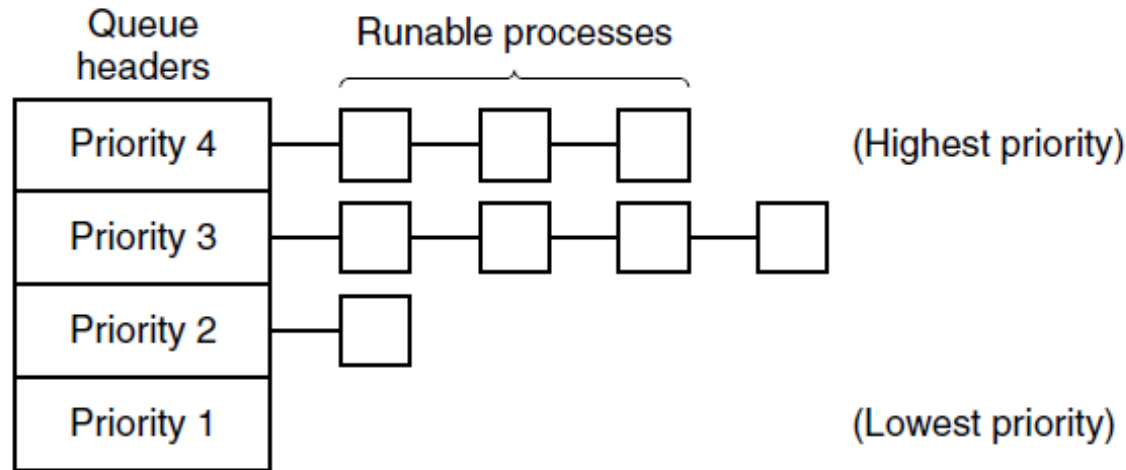 Queue
headers
Runable processes
Priority 4
(Highest priority)
Priority 3
Priority 2
Priority 1
(Lowest priority)